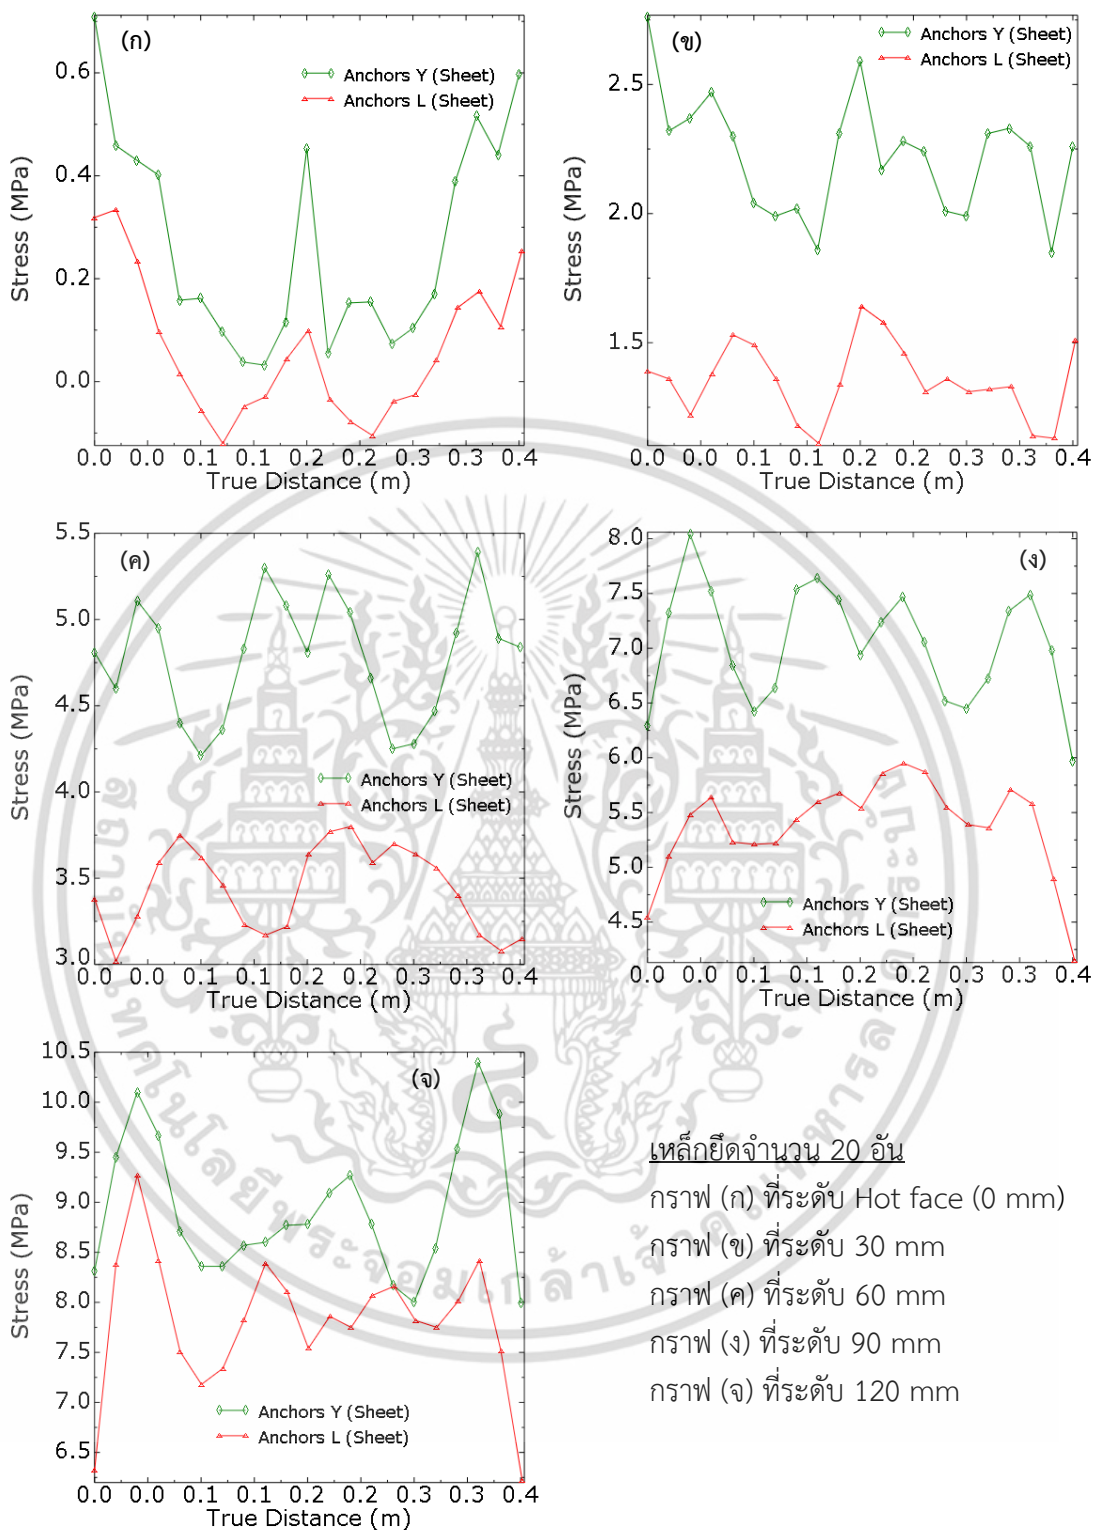 (ก)
Anchors Y (Sheet)
Anchors L (Sheet)
Stress (MPa)
0.6
0.4
0.2
0.0
0.0 0.0 0.1 0.1 0.2 0.2 0.3 0.3 0.4
True Distance (m)
(ข)
Anchors Y (Sheet)
Anchors L (Sheet)
Stress (MPa)
2.5
2.0
1.5
0.0 0.0 0.1 0.1 0.2 0.2 0.3 0.3 0.4
True Distance (m)
(ค)
Anchors Y (Sheet)
Anchors L (Sheet)
Stress (MPa)
5.5
5.0
4.5
4.0
3.5
3.0
0.0 0.0 0.1 0.1 0.2 0.2 0.3 0.3 0.4
True Distance (m)
(ง)
Anchors Y (Sheet)
Anchors L (Sheet)
Stress (MPa)
8.0
7.5
7.0
6.5
6.0
5.5
5.0
4.5
0.0 0.0 0.1 0.1 0.2 0.2 0.3 0.3 0.4
True Distance (m)
(จ)
Anchors Y (Sheet)
Anchors L (Sheet)
Stress (MPa)
10.5
10.0
9.5
9.0
8.5
8.0
7.5
7.0
6.5
0.0 0.0 0.1 0.1 0.2 0.2 0.3 0.3 0.4
True Distance (m)
เหล็กยึดจำนวน 20 อัน
กราฟ (ก) ที่ระดับ Hot face (0 mm)
กราฟ (ข) ที่ระดับ 30 mm
กราฟ (ค) ที่ระดับ 60 mm
กราฟ (ง) ที่ระดับ 90 mm
กราฟ (จ) ที่ระดับ 120 mm